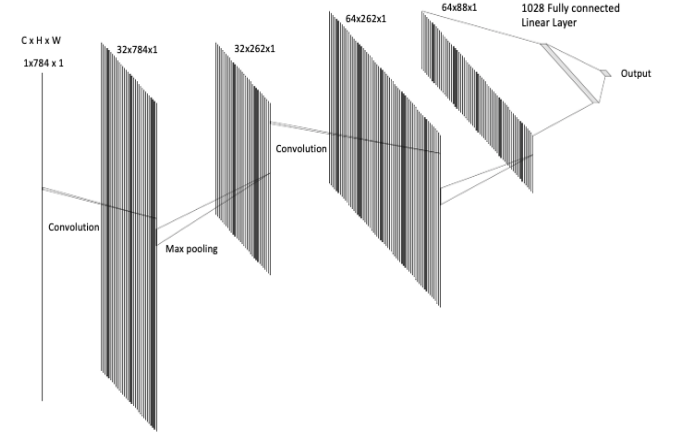 C x H x W
1x784 x 1
32x784x1
32x262x1
64x262x1
64x88x1
1028 Fully connected
Linear Layer
Output
Convolution
Max pooling
Convolution